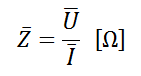 Z̄ = Ū / Ī [Ω]